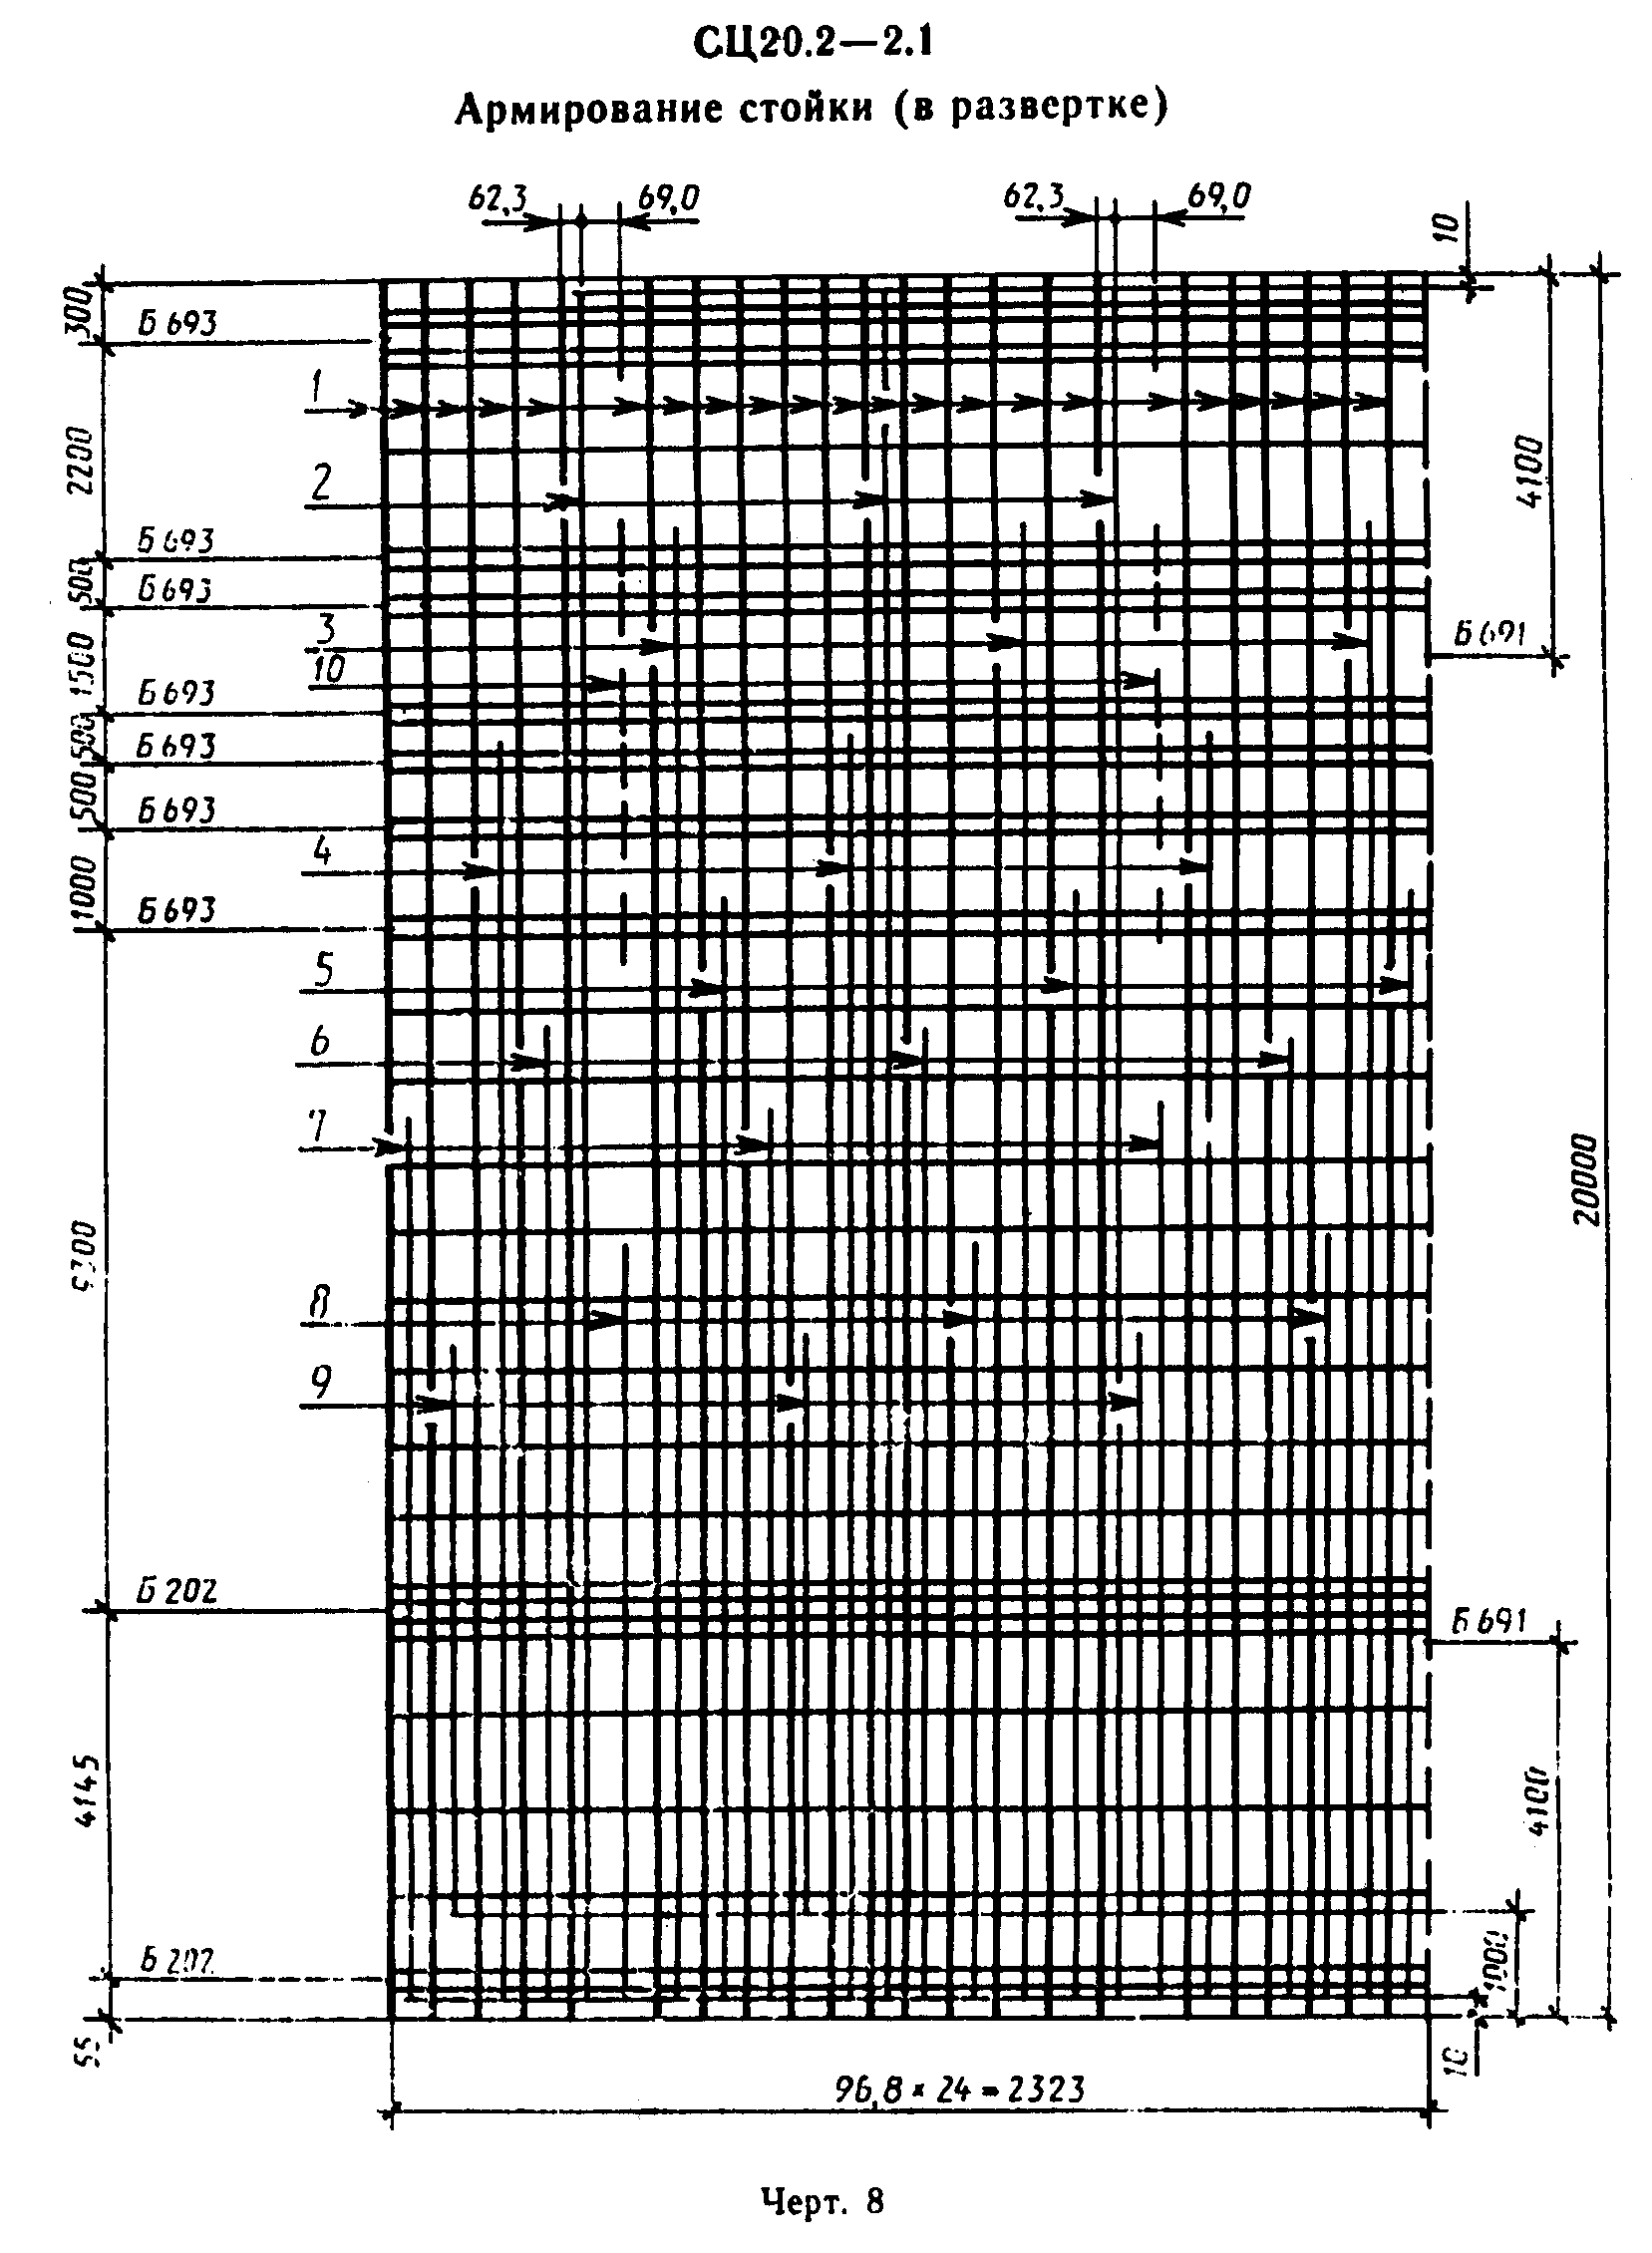 СЦ20.2—2.1
Армирование стойки (в развертке)
62,3 69,0 62,3 69,0
10
300
Б 693
1
2200
4100
2
Б 693
500
Б 693
3
1500
Б 691
10
Б 693
500
Б 693
500
Б 693
4
1000
Б 693
5
6
7
20000
8
9
Б 202
Б 691
4145
4100
Б 202
1000
55
10
96,8 × 24 = 2323
Черт. 8